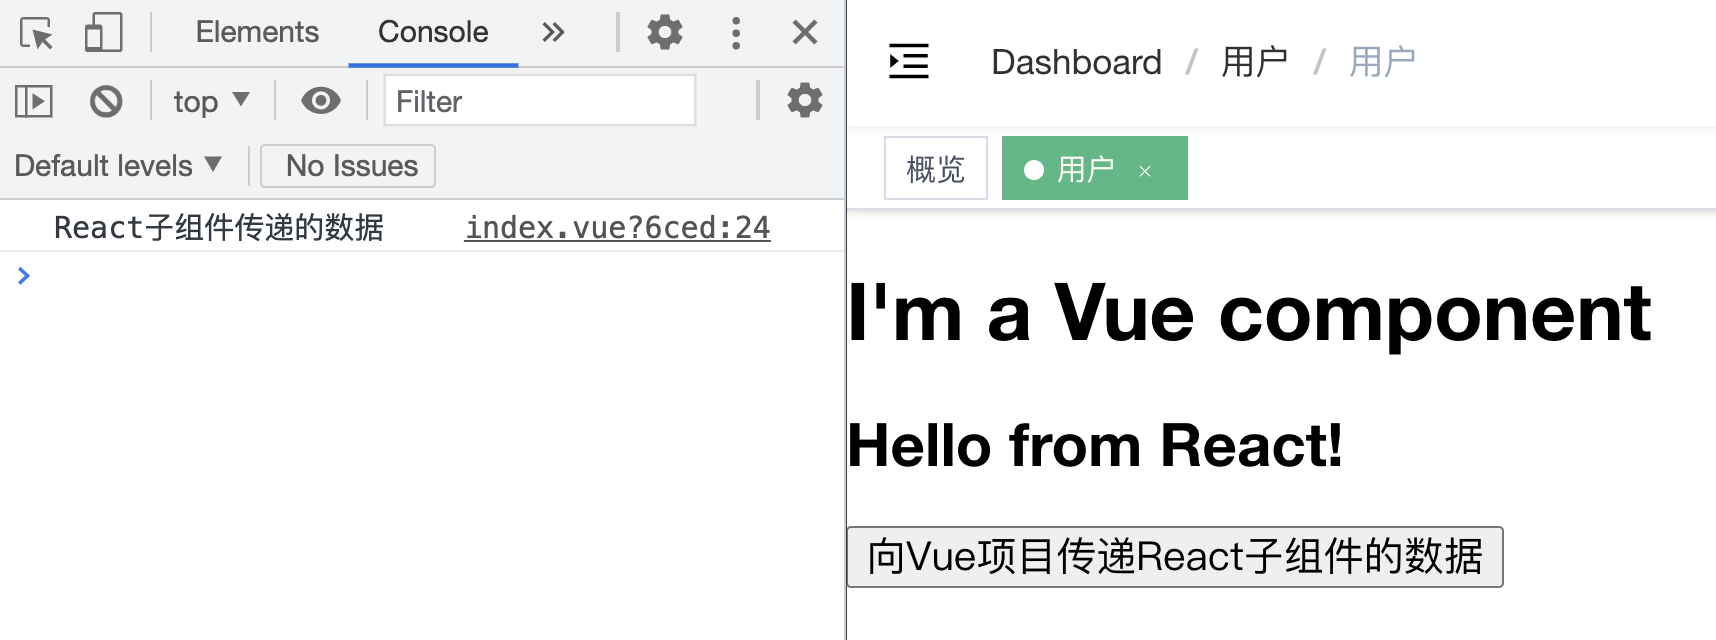 Elements Console
top Filter
Default levels No Issues
React子组件传递的数据 index.vue?6ced:24
Dashboard / 用户 / 用户
概览 用户 ×
I'm a Vue component
Hello from React!
向Vue项目传递React子组件的数据